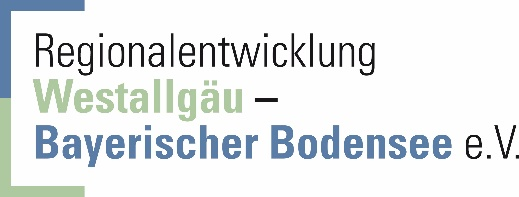 Regionalentwicklung
Westallgäu –
Bayerischer Bodensee e.V.